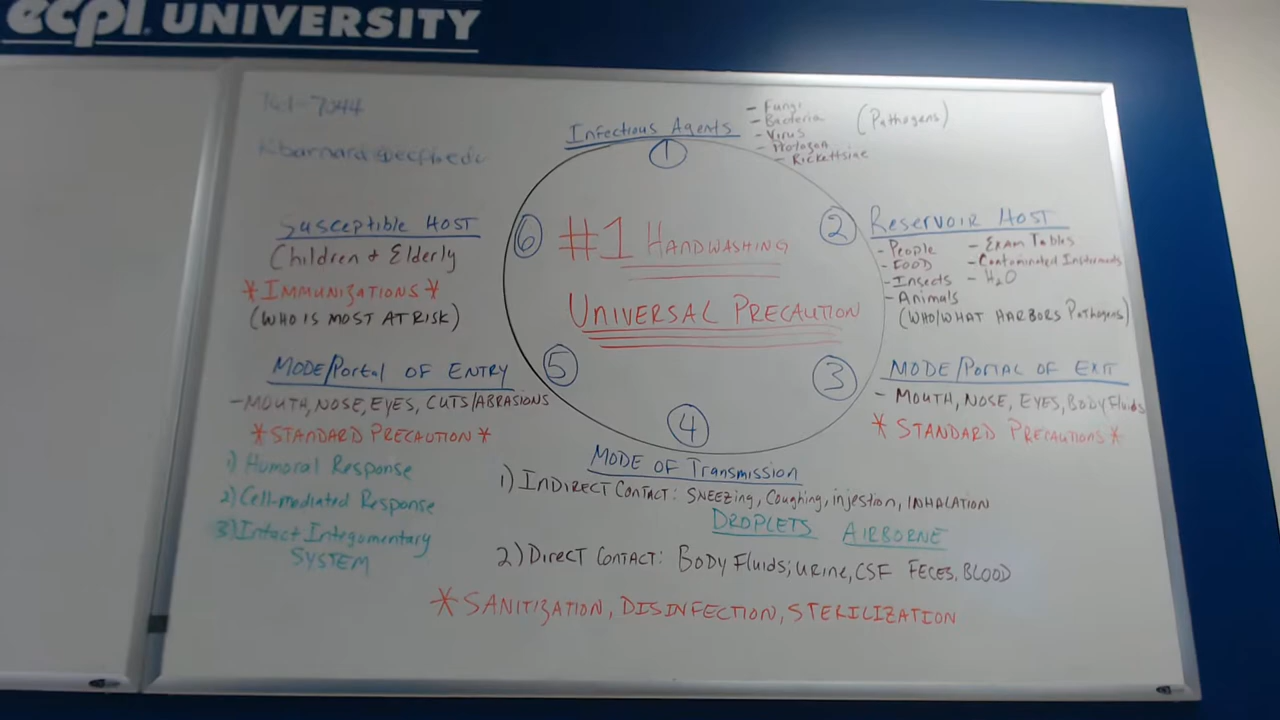 ecpi UNIVERSITY
7044
Infectious Agents
- Fungi
- Bacteria
- Virus
- Protozoan
- Rickettsiae
(Pathogens)
1
#1 HANDWASHING
UNIVERSAL PRECAUTION
2
RESERVOIR HOST
- People
- FOOD
- Insects
- Animals
- Exam Tables
- Contaminated Instruments
- H2O
(WHO/WHAT HARBORS Pathogens)
3
MODE/PORTAL OF EXIT
- MOUTH, NOSE, EYES, BODY Fluids
*STANDARD PRECAUTIONS*
4
MODE OF Transmission
1) INDIRECT CONTACT: SNEEZING, Coughing, injestion, INHALATION
DROPLETS AIRBORNE
2) DIRECT CONTACT: BODY Fluids; URINE, CSF FECES, BLOOD
*SANITIZATION, DISINFECTION, STERILIZATION
5
MODE/Portal OF ENTRY
- MOUTH, NOSE, EYES, CUTS/ABRASIONS
*STANDARD PRECAUTION*
1) Humoral Response
2) Cell-mediated Response
3) Intact Integomentary
SYSTEM
6
Susceptible HOST
Children & Elderly
*IMMUNIZATIONS*
(WHO IS MOST AT RISK)